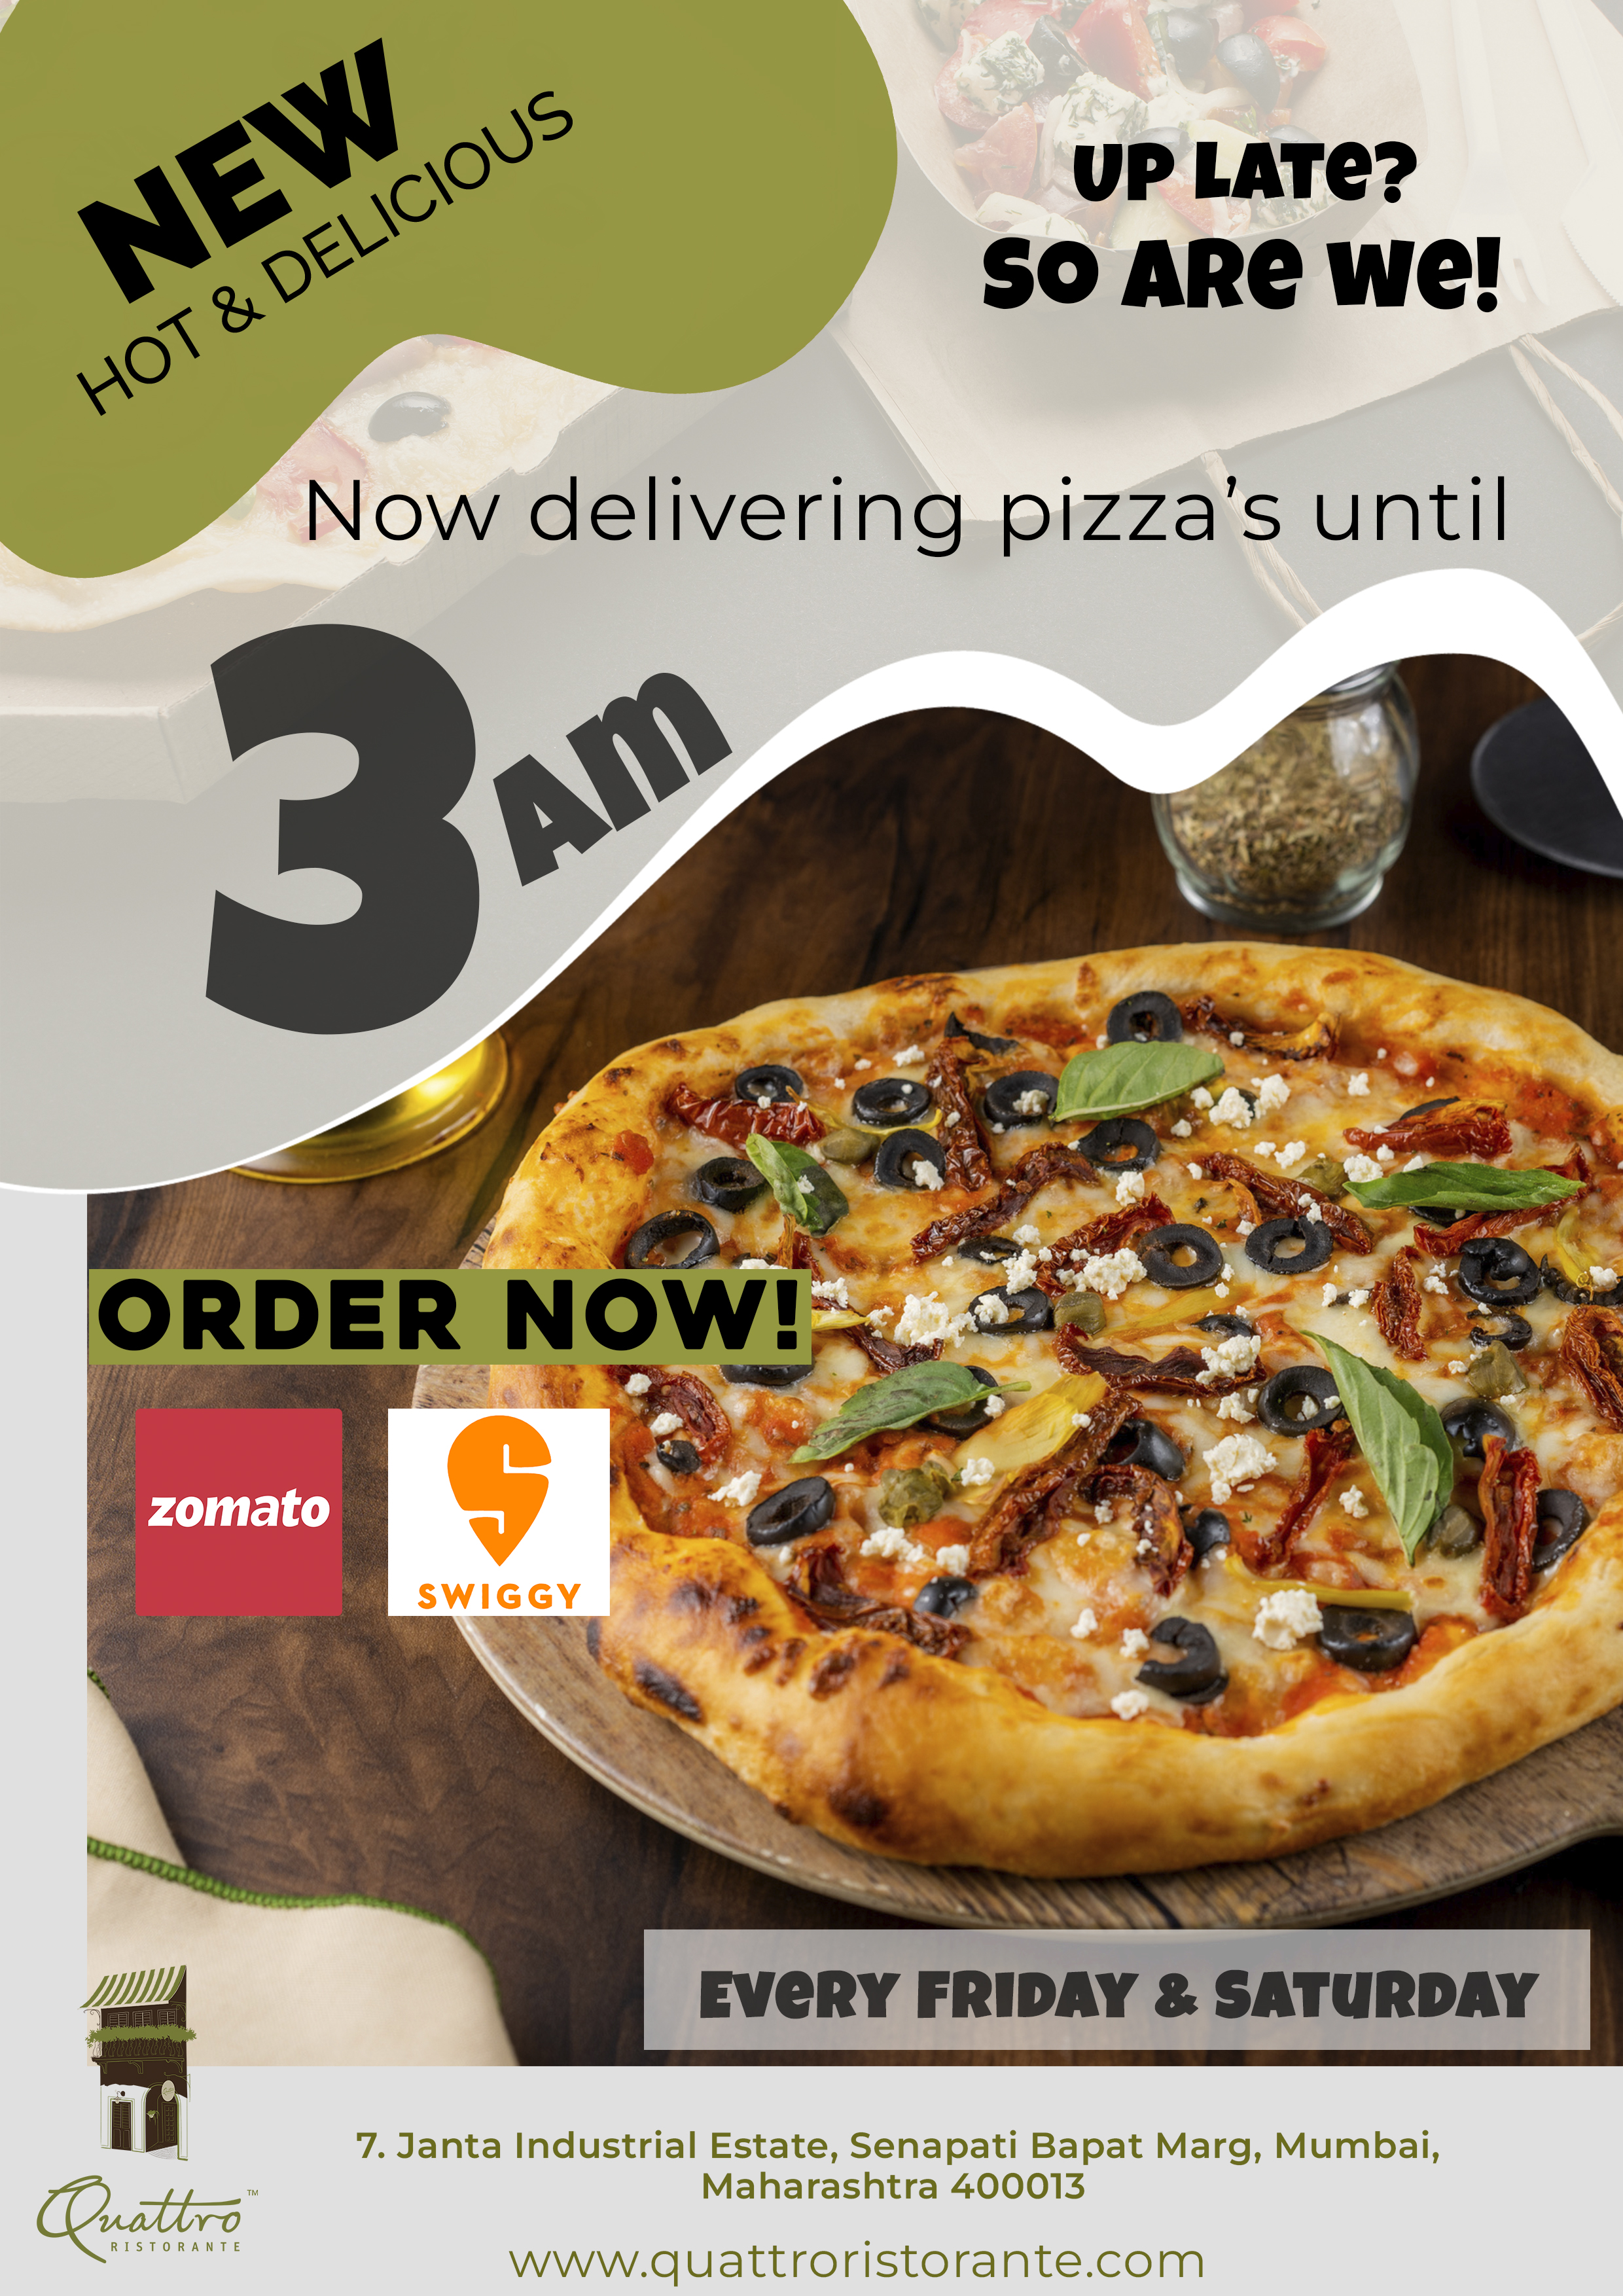 NEW
HOT & DELICIOUS
UP LATE?
SO ARE WE!
Now delivering pizza's until
3 AM
ORDER NOW!
zomato
SWIGGY
EVERY FRIDAY & SATURDAY
7. Janta Industrial Estate, Senapati Bapat Marg, Mumbai,
Maharashtra 400013
Quattro™
RISTORANTE
www.quattroristorante.com